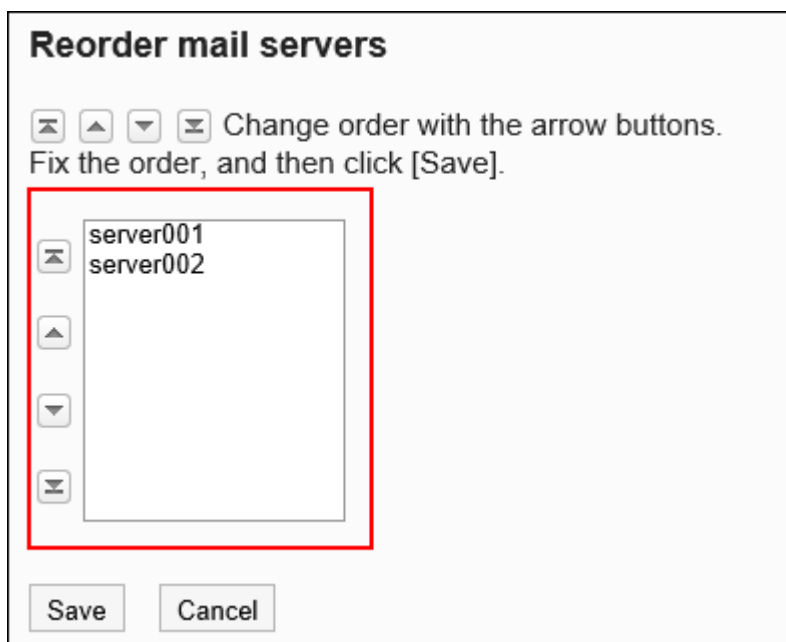 Reorder mail servers
Change order with the arrow buttons.
Fix the order, and then click [Save].
server001
server002
Save Cancel